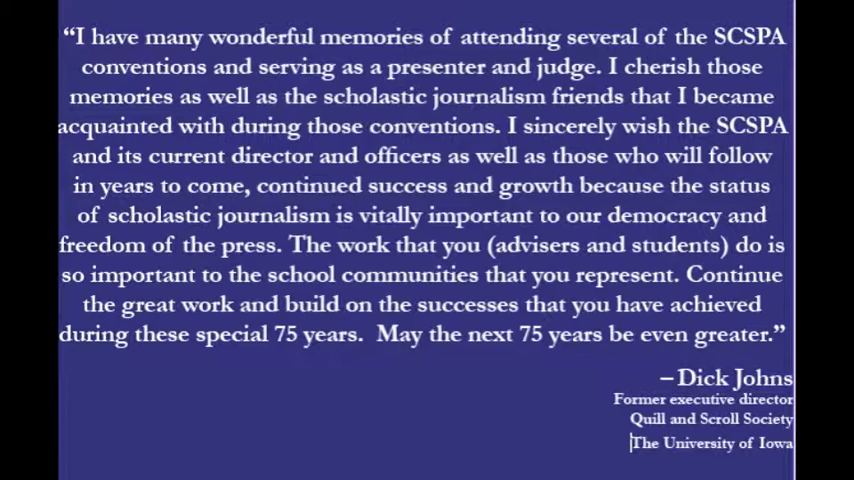 “I have many wonderful memories of attending several of the SCSPA
conventions and serving as a presenter and judge. I cherish those
memories as well as the scholastic journalism friends that I became
acquainted with during those conventions. I sincerely wish the SCSPA
and its current director and officers as well as those who will follow
in years to come, continued success and growth because the status
of scholastic journalism is vitally important to our democracy and
freedom of the press. The work that you (advisers and students) do is
so important to the school communities that you represent. Continue
the great work and build on the successes that you have achieved
during these special 75 years.  May the next 75 years be even greater.”
– Dick Johns
Former executive director
Quill and Scroll Society
The University of Iowa